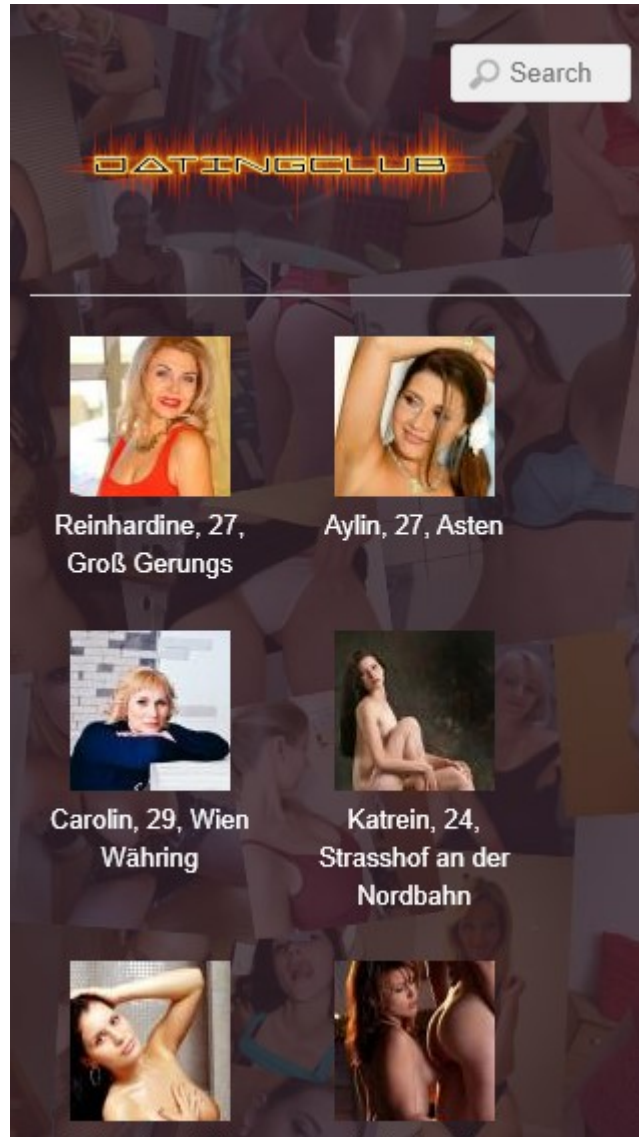 Search
DATINGCLUB
Reinhardine, 27,
Groß Gerungs
Aylin, 27, Asten
Carolin, 29, Wien
Währing
Katrein, 24,
Strasshof an der
Nordbahn